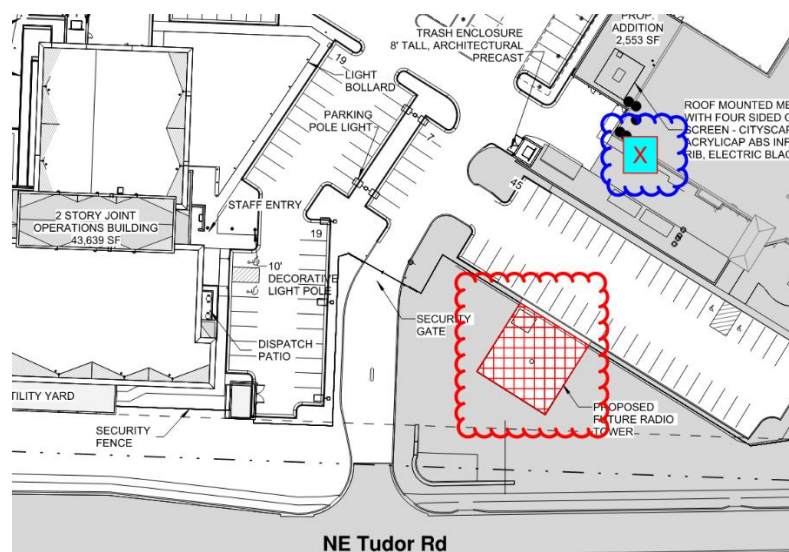 PROP.
ADDITION
2,553 SF
TRASH ENCLOSURE
8' TALL, ARCHITECTURAL
PRECAST
19
LIGHT
BOLLARD
PARKING
POLE LIGHT
7
ROOF MOUNTED ME
WITH FOUR SIDED
SCREEN - CITYSCAP
ACRYLICAP ABS INF
RIB, ELECTRIC BLAC
X
45
STAFF ENTRY
2 STORY JOINT
OPERATIONS BUILDING
43,639 SF
19
10'
DECORATIVE
LIGHT POLE
SECURITY
GATE
DISPATCH
PATIO
TILITY YARD
SECURITY
FENCE
PROPOSED
FUTURE RADIO
TOWER
NE Tudor Rd